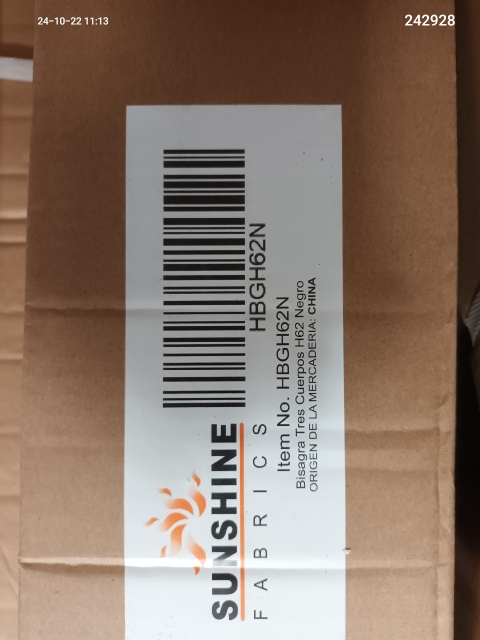 24-10-22 11:13
242928
SUNSHINE
FABRICS
HBGH62N
Item No. HBGH62N
Bisagra Tres Cuerpos H62 Negro
ORIGEN DE LA MERCADERIA: CHINA